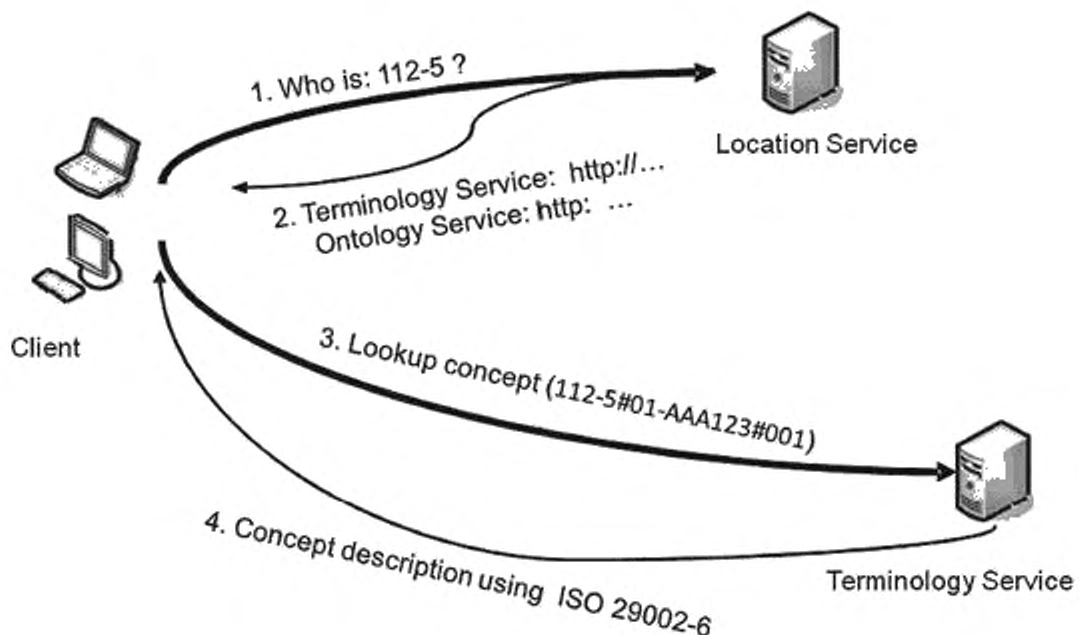 1. Who is: 112-5 ?
Location Service
2. Terminology Service: http://...
Ontology Service: http: ...
Client
3. Lookup concept (112-5#01-AAA123#001)
4. Concept description using ISO 29002-6
Terminology Service